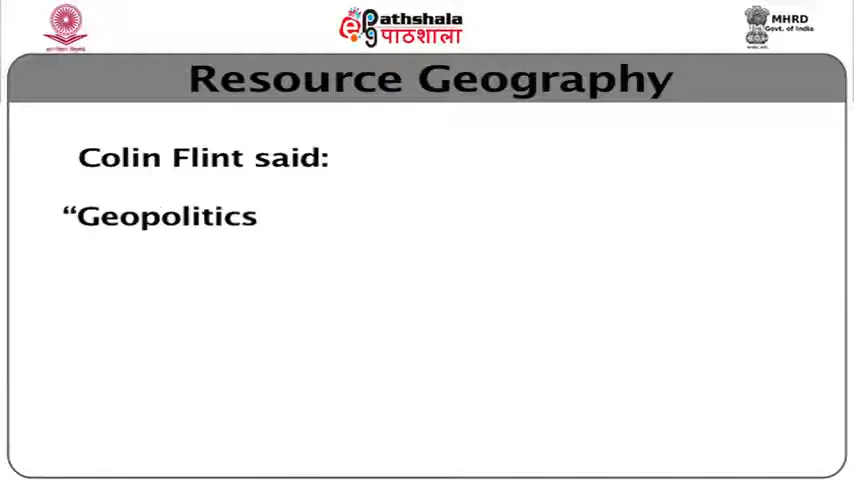 ePathshala
पाठशाला
MHRD
Govt. of India
Resource Geography
Colin Flint said:
“Geopolitics